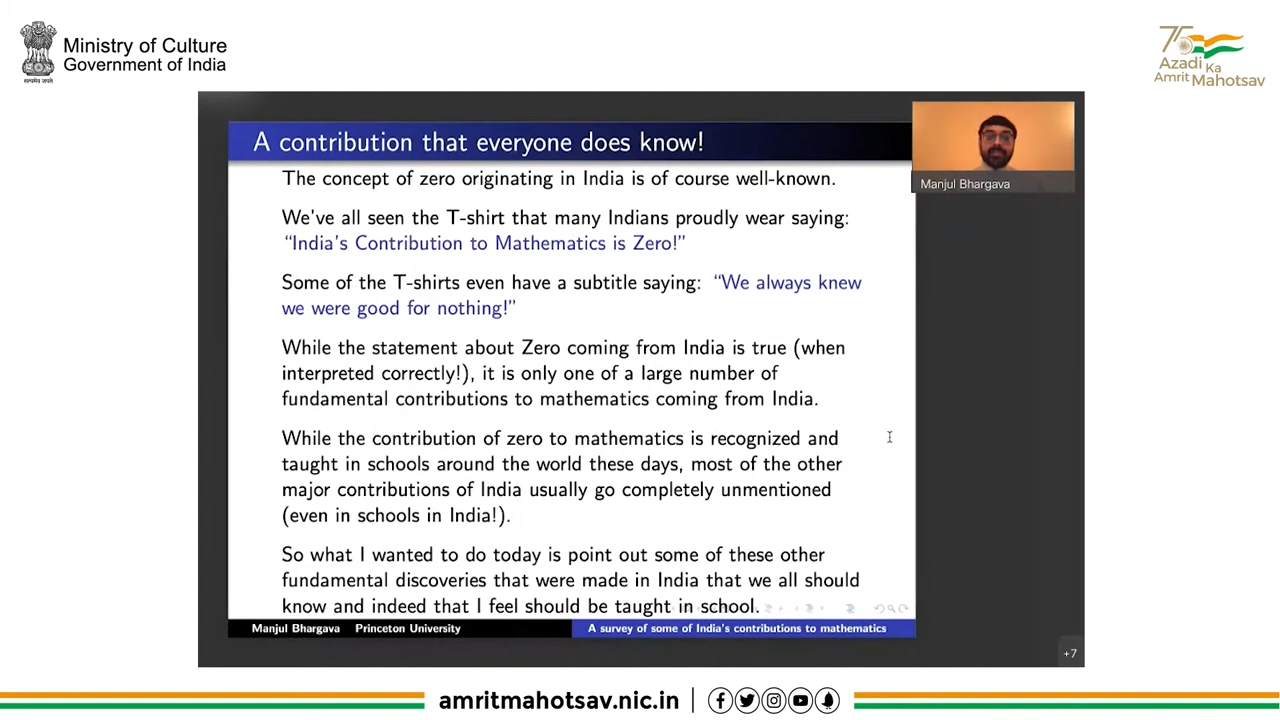 Ministry of Culture
Government of India
सत्यमेव जयते
75
Azadi
Ka
Amrit Mahotsav
A contribution that everyone does know!
The concept of zero originating in India is of course well-known.
We've all seen the T-shirt that many Indians proudly wear saying:
"India's Contribution to Mathematics is Zero!"
Some of the T-shirts even have a subtitle saying: "We always knew
we were good for nothing!"
While the statement about Zero coming from India is true (when
interpreted correctly!), it is only one of a large number of
fundamental contributions to mathematics coming from India.
While the contribution of zero to mathematics is recognized and
taught in schools around the world these days, most of the other
major contributions of India usually go completely unmentioned
(even in schools in India!).
So what I wanted to do today is point out some of these other
fundamental discoveries that were made in India that we all should
know and indeed that I feel should be taught in school.
Manjul Bhargava Princeton University
A survey of some of India's contributions to mathematics
Manjul Bhargava
+7
amritmahotsav.nic.in